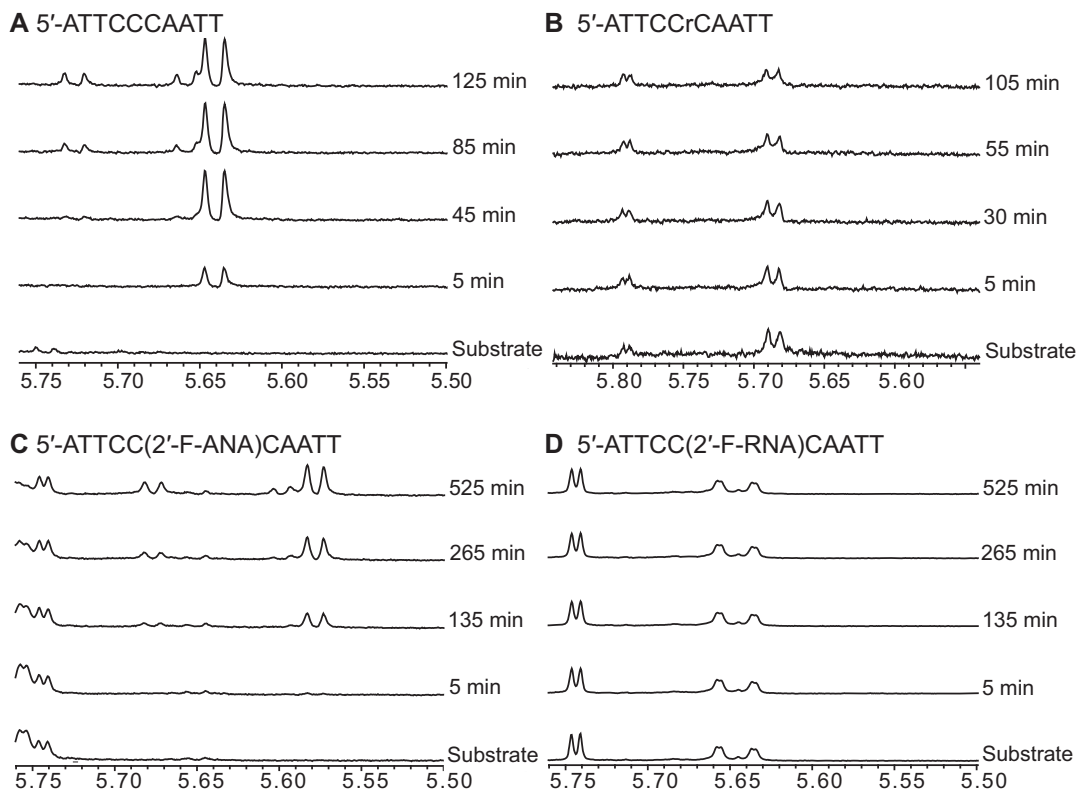 A 5′-ATTCCCAATT
125 min
85 min
45 min
5 min
Substrate
5.75 5.70 5.65 5.60 5.55 5.50
B 5′-ATTCCrCAATT
105 min
55 min
30 min
5 min
Substrate
5.80 5.75 5.70 5.65 5.60
C 5′-ATTCC(2′-F-ANA)CAATT
525 min
265 min
135 min
5 min
Substrate
5.75 5.70 5.65 5.60 5.55 5.50
D 5′-ATTCC(2′-F-RNA)CAATT
525 min
265 min
135 min
5 min
Substrate
5.75 5.70 5.65 5.60 5.55 5.50